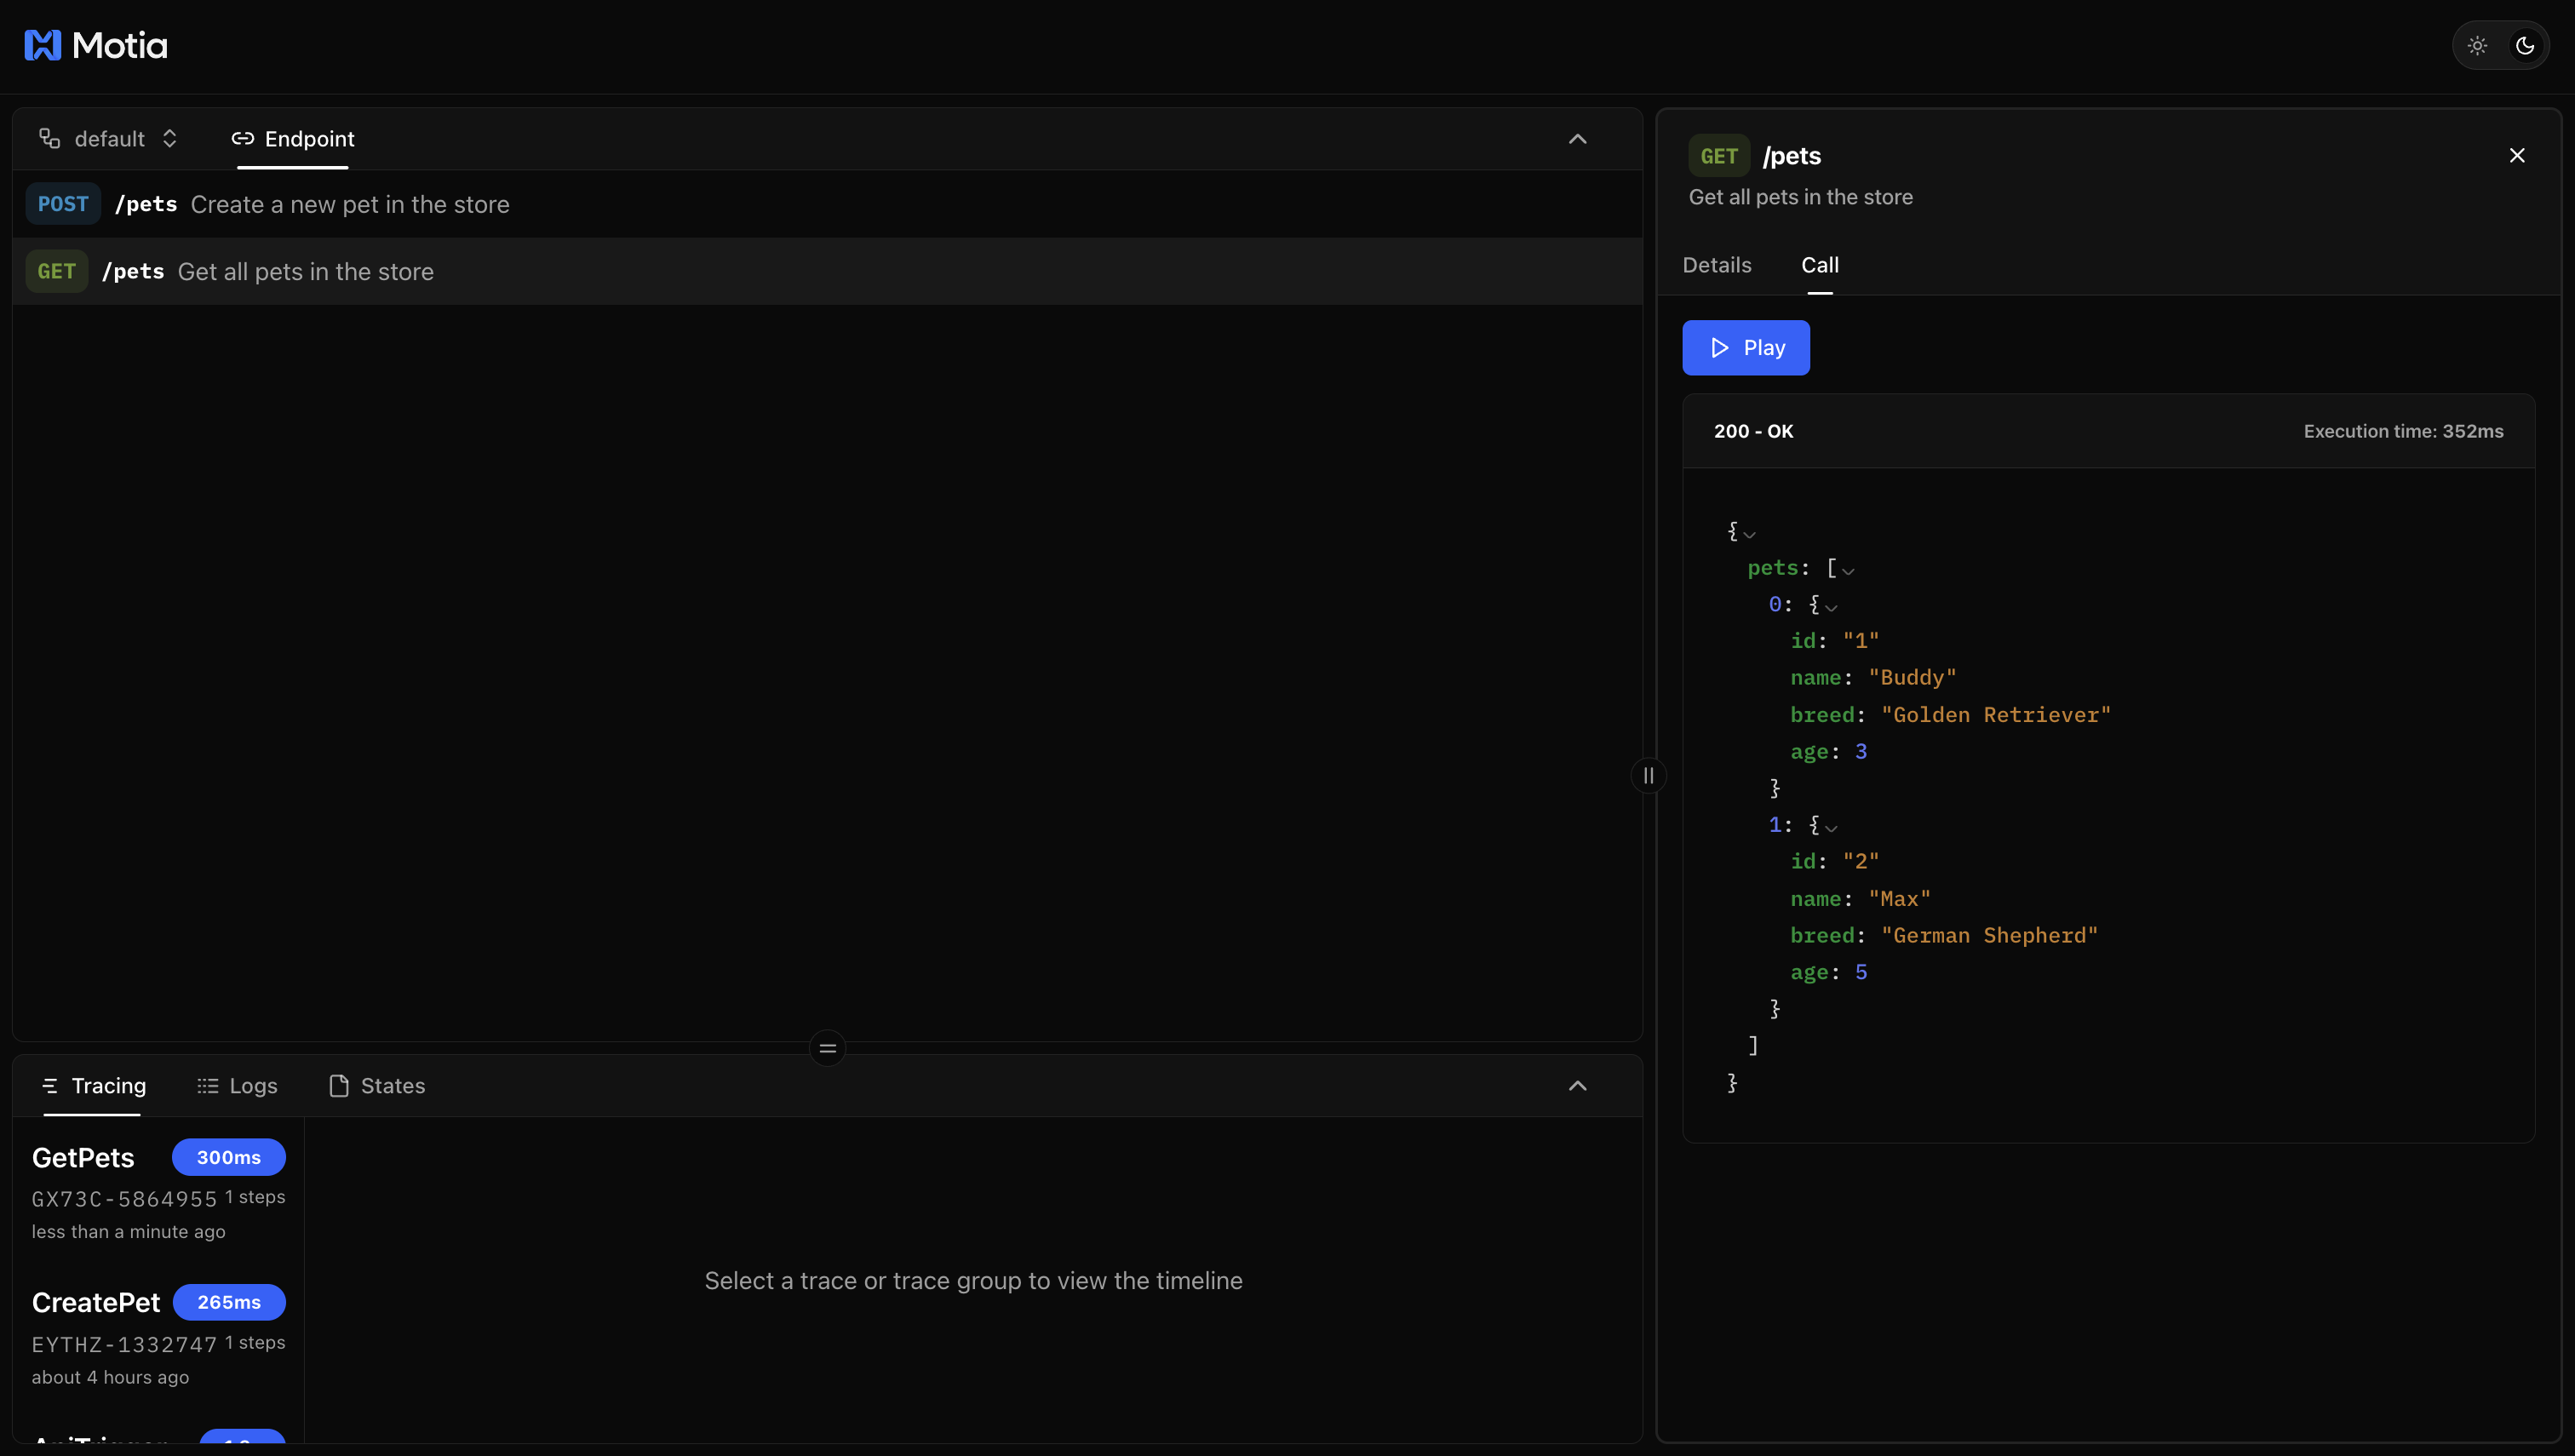 Motia
default Endpoint
POST /pets Create a new pet in the store
GET /pets Get all pets in the store
Tracing Logs States
GetPets 300ms
GX73C-5864955 1 steps
less than a minute ago
CreatePet 265ms
EYTHZ-1332747 1 steps
about 4 hours ago
Select a trace or trace group to view the timeline
GET /pets
Get all pets in the store
Details Call
Play
200 - OK Execution time: 352ms
{
pets: [
0: {
id: "1"
name: "Buddy"
breed: "Golden Retriever"
age: 3
}
1: {
id: "2"
name: "Max"
breed: "German Shepherd"
age: 5
}
]
}